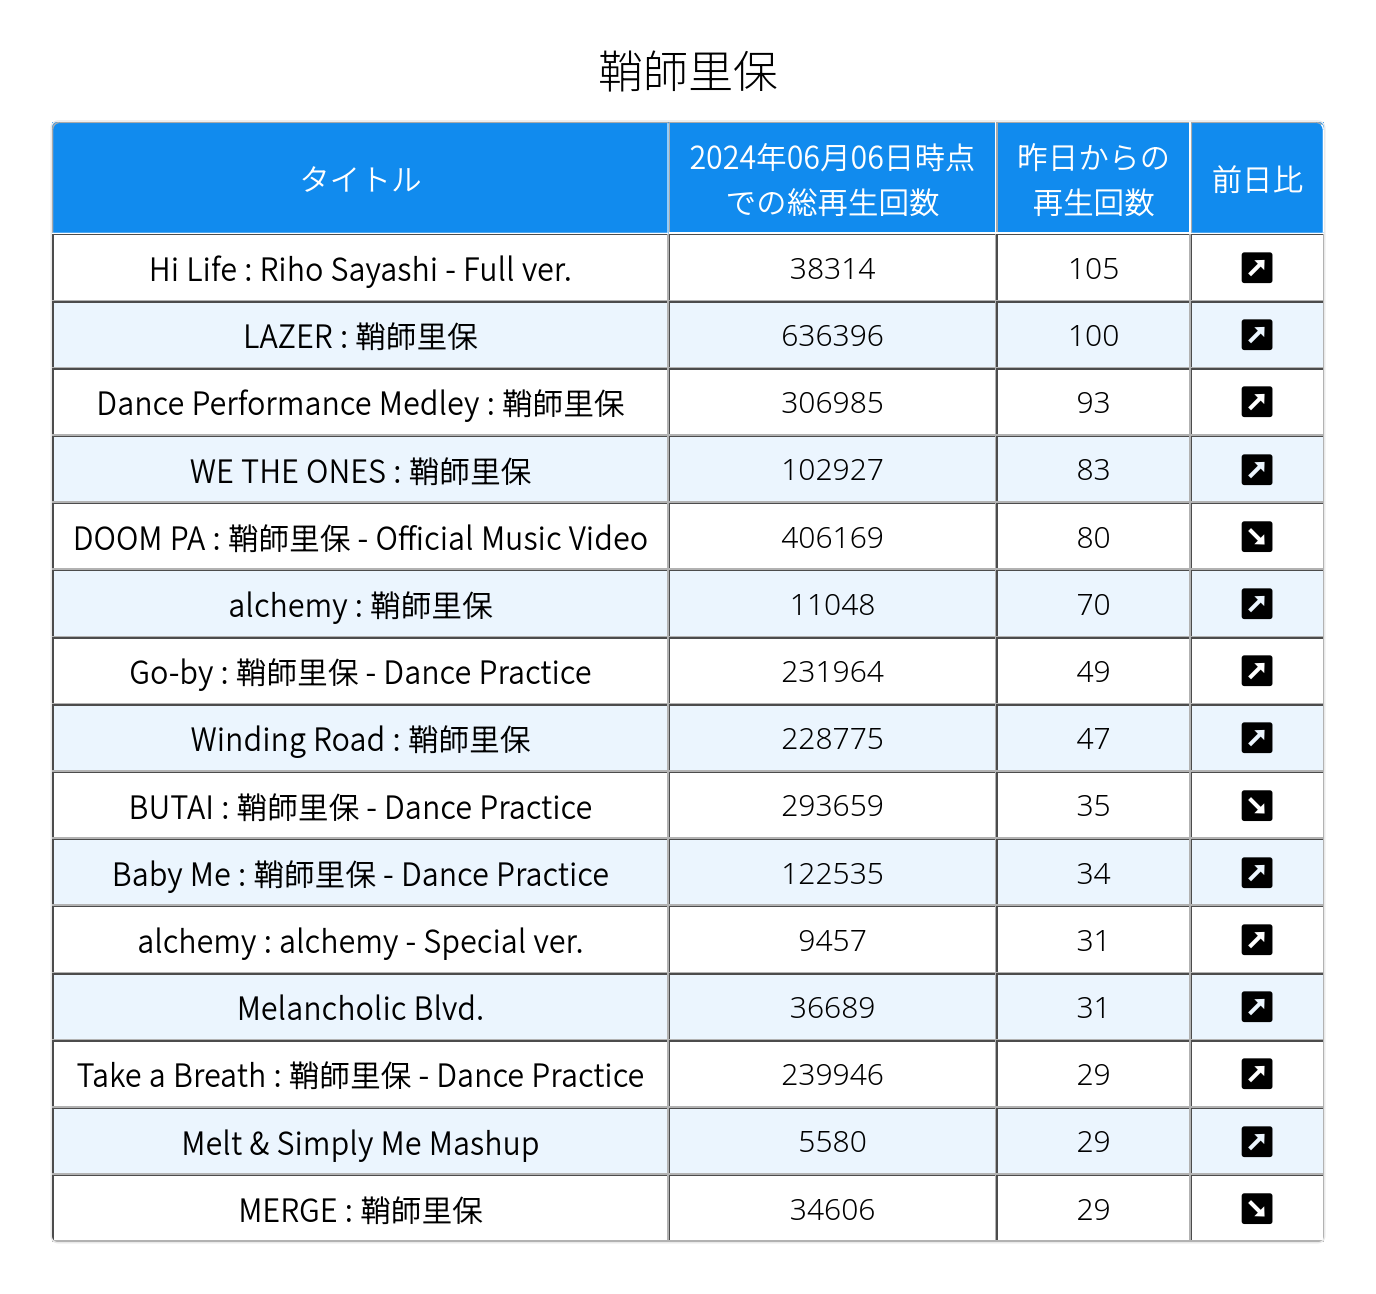 鞘師里保
タイトル
2024年06月06日時点
での総再生回数
昨日からの
再生回数
前日比
Hi Life : Riho Sayashi - Full ver. 38314 105 ↗
LAZER : 鞘師里保 636396 100 ↗
Dance Performance Medley : 鞘師里保 306985 93 ↗
WE THE ONES : 鞘師里保 102927 83 ↗
DOOM PA : 鞘師里保 - Official Music Video 406169 80 ↘
alchemy : 鞘師里保 11048 70 ↗
Go-by : 鞘師里保 - Dance Practice 231964 49 ↗
Winding Road : 鞘師里保 228775 47 ↗
BUTAI : 鞘師里保 - Dance Practice 293659 35 ↘
Baby Me : 鞘師里保 - Dance Practice 122535 34 ↗
alchemy : alchemy - Special ver. 9457 31 ↗
Melancholic Blvd. 36689 31 ↗
Take a Breath : 鞘師里保 - Dance Practice 239946 29 ↗
Melt & Simply Me Mashup 5580 29 ↗
MERGE : 鞘師里保 34606 29 ↘